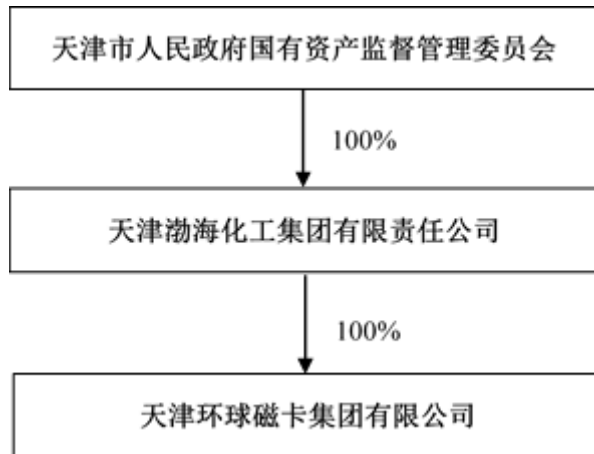 天津市人民政府国有资产监督管理委员会
100%
天津渤海化工集团有限责任公司
100%
天津环球磁卡集团有限公司